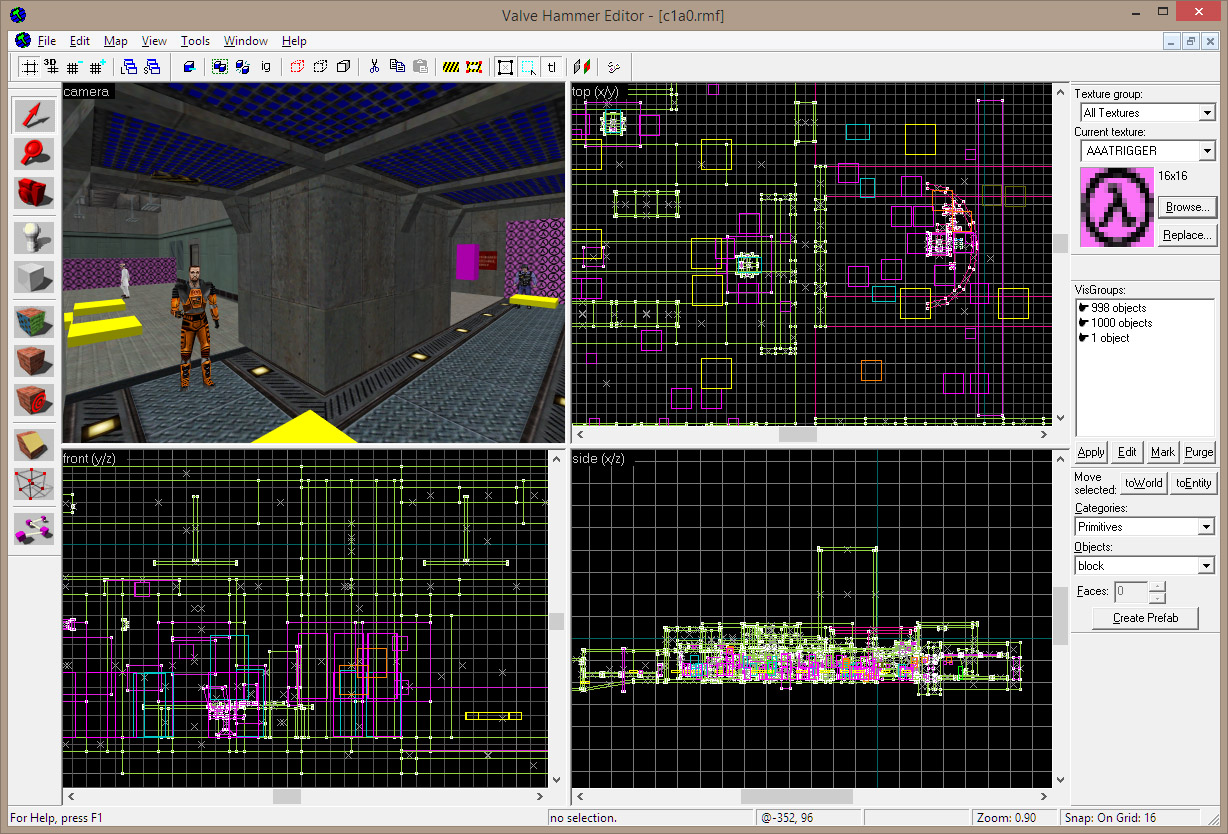 Valve Hammer Editor - [c1a0.rmf]
File Edit Map View Tools Window Help
3D ig tl
camera
top (x/y)
front (y/z)
side (x/z)
Texture group:
All Textures
Current texture:
AAATRIGGER
16x16
Browse...
Replace...
VisGroups:
998 objects
1000 objects
1 object
Apply Edit Mark Purge
Move selected: toWorld toEntity
Categories:
Primitives
Objects:
block
Faces: 0
Create Prefab
For Help, press F1 no selection. @-352, 96 Zoom: 0.90 Snap: On Grid: 16